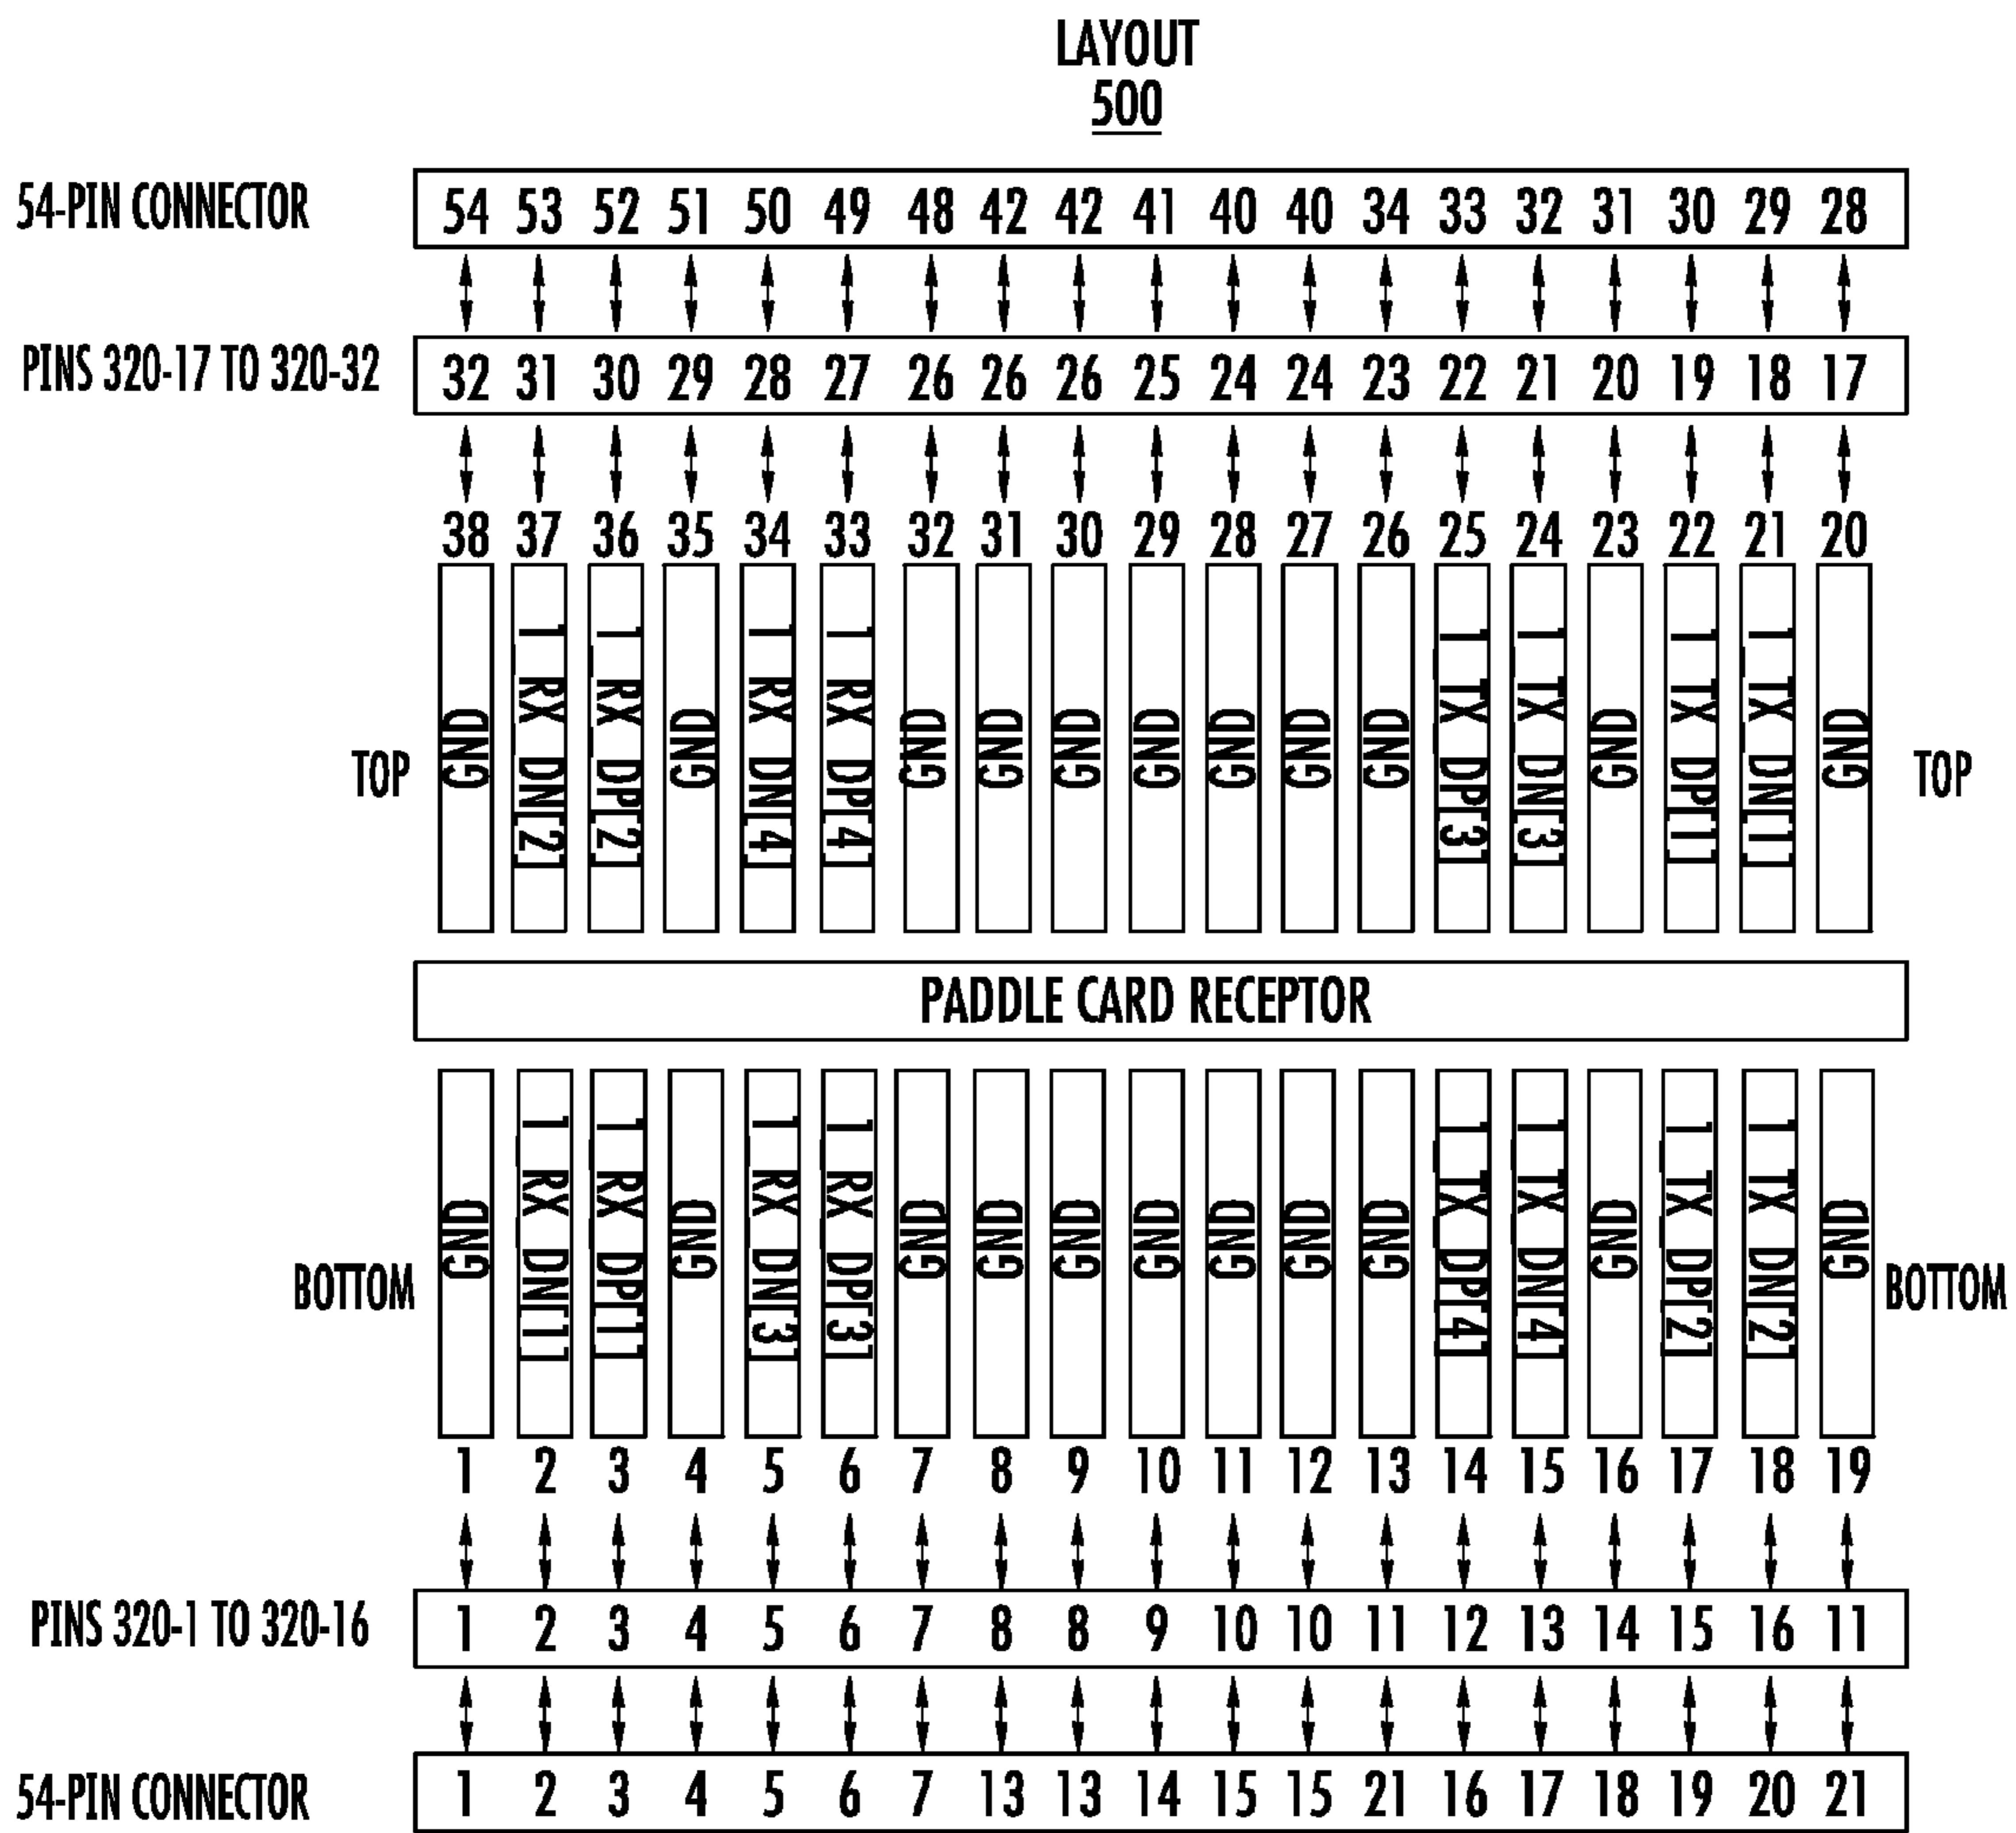 LAYOUT
500
54-PIN CONNECTOR 54 53 52 51 50 49 48 42 42 41 40 40 34 33 32 31 30 29 28
PINS 320-17 TO 320-32 32 31 30 29 28 27 26 26 26 25 24 24 23 22 21 20 19 18 17
38 37 36 35 34 33 32 31 30 29 28 27 26 25 24 23 22 21 20
TOP
GND
1_RX_DN[2]
1_RX_DP[2]
GND
1_RX_DN[4]
1_RX_DP[4]
GND
GND
GND
GND
GND
GND
GND
1_TX_DP[3]
1_TX_DN[3]
GND
1_TX_DP[1]
1_TX_DN[1]
GND
TOP
PADDLE CARD RECEPTOR
BOTTOM
GND
1_RX_DN[1]
1_RX_DP[1]
GND
1_RX_DN[3]
1_RX_DP[3]
GND
GND
GND
GND
GND
GND
GND
1_TX_DP[4]
1_TX_DN[4]
GND
1_TX_DP[2]
1_TX_DN[2]
GND
BOTTOM
1 2 3 4 5 6 7 8 9 10 11 12 13 14 15 16 17 18 19
PINS 320-1 TO 320-16 1 2 3 4 5 6 7 8 8 9 10 10 11 12 13 14 15 16 11
54-PIN CONNECTOR 1 2 3 4 5 6 7 13 13 14 15 15 21 16 17 18 19 20 21